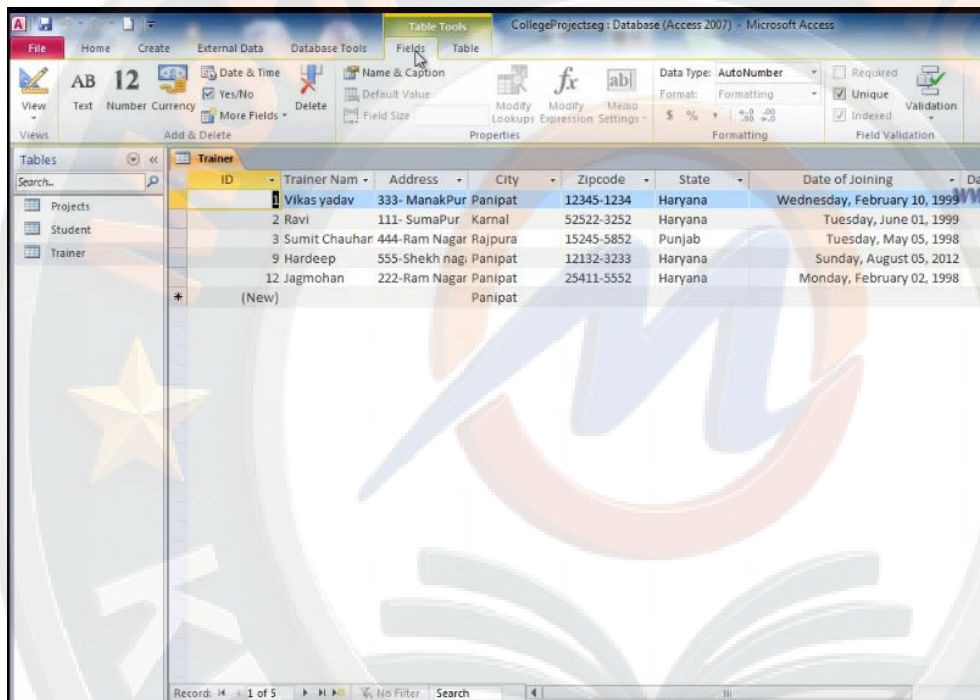 Table Tools CollegeProjectseg : Database (Access 2007) - Microsoft Access
File Home Create External Data Database Tools Fields Table
View
Views
AB Text
12 Number
Currency
Date & Time
Yes/No
More Fields
Delete
Add & Delete
Name & Caption
Default Value
Field Size
Modify Lookups
fx Modify Expression
ab| Memo Settings
Properties
Data Type: AutoNumber
Format: Formatting
$ % ,
Formatting
Required
Unique
Indexed
Validation
Field Validation
Tables
Search..
Projects
Student
Trainer
Trainer
ID Trainer Nam Address City Zipcode State Date of Joining Da
1 Vikas yadav 333- ManakPur Panipat 12345-1234 Haryana Wednesday, February 10, 1999
2 Ravi 111- SumaPur Karnal 52522-3252 Haryana Tuesday, June 01, 1999
3 Sumit Chauhan 444-Ram Nagar Rajpura 15245-5852 Punjab Tuesday, May 05, 1998
9 Hardeep 555-Shekh nag Panipat 12132-3233 Haryana Sunday, August 05, 2012
12 Jagmohan 222-Ram Nagar Panipat 25411-5552 Haryana Monday, February 02, 1998
* (New) Panipat
Record: 1 of 5 No Filter Search